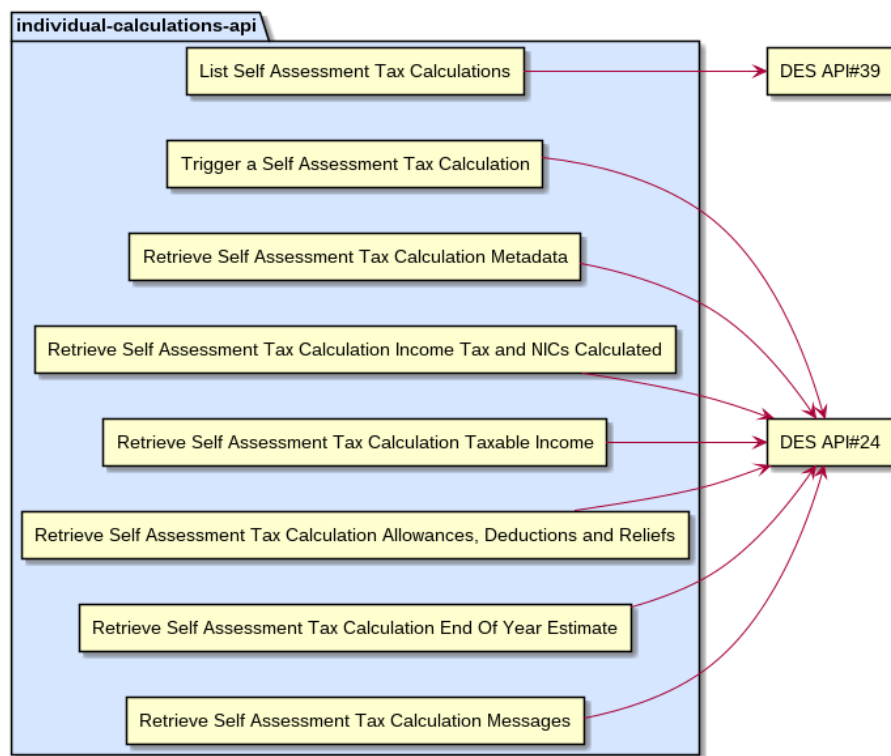 individual-calculations-api
List Self Assessment Tax Calculations
DES API#39
Trigger a Self Assessment Tax Calculation
Retrieve Self Assessment Tax Calculation Metadata
Retrieve Self Assessment Tax Calculation Income Tax and NICs Calculated
Retrieve Self Assessment Tax Calculation Taxable Income
DES API#24
Retrieve Self Assessment Tax Calculation Allowances, Deductions and Reliefs
Retrieve Self Assessment Tax Calculation End Of Year Estimate
Retrieve Self Assessment Tax Calculation Messages